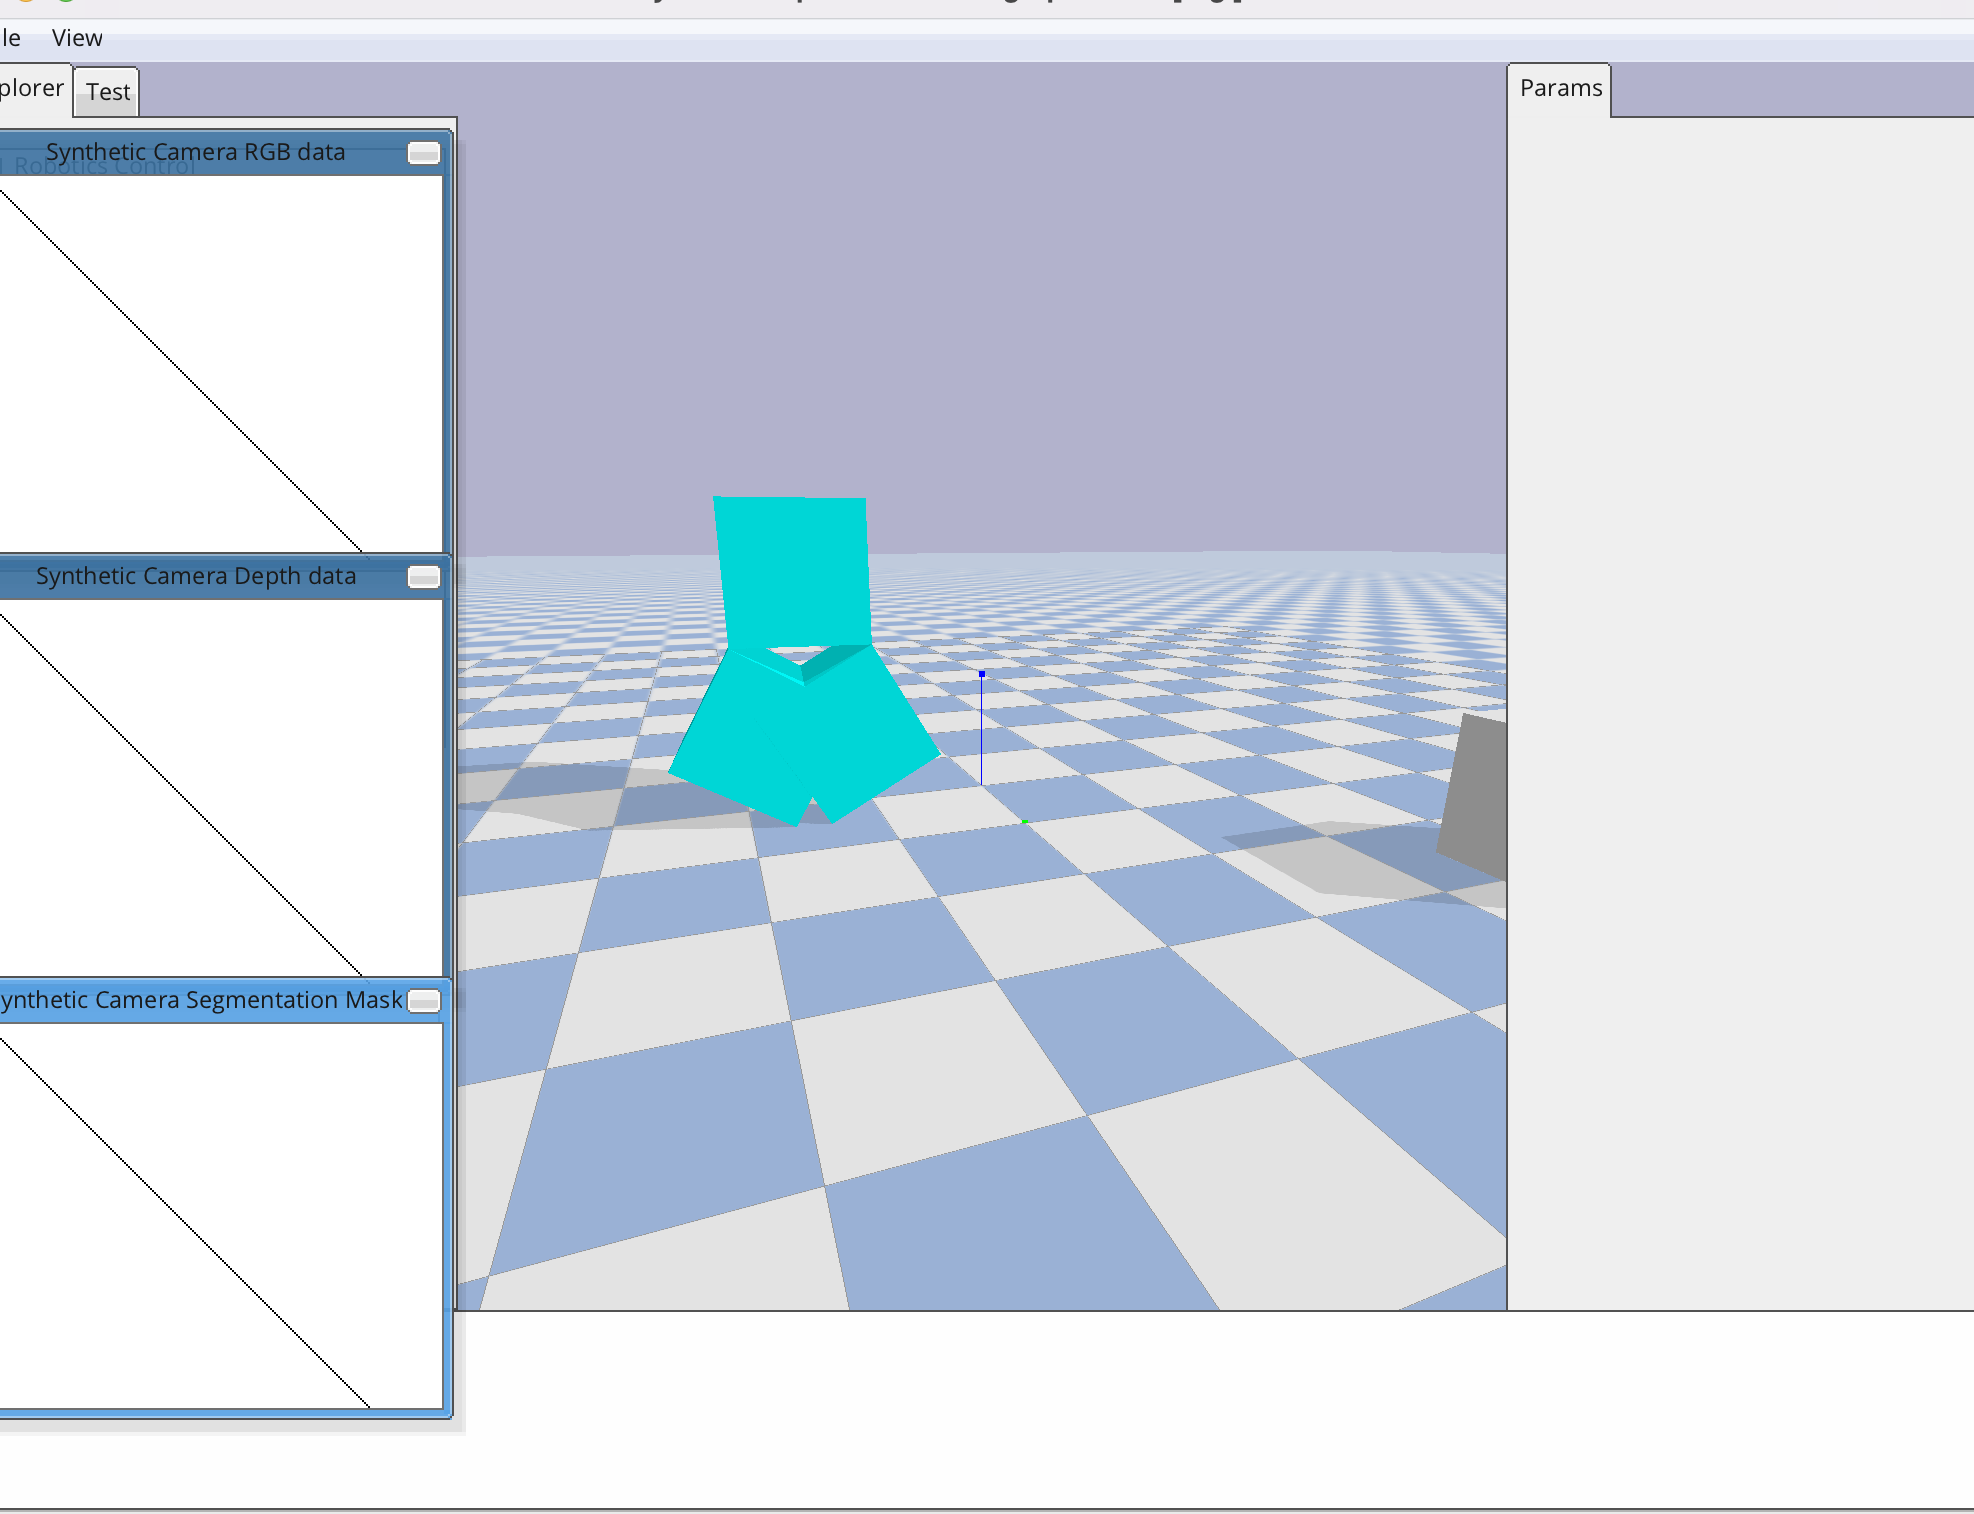 le View
plorer Test
Params
Synthetic Camera RGB data
Robotics Control
Synthetic Camera Depth data
ynthetic Camera Segmentation Mask